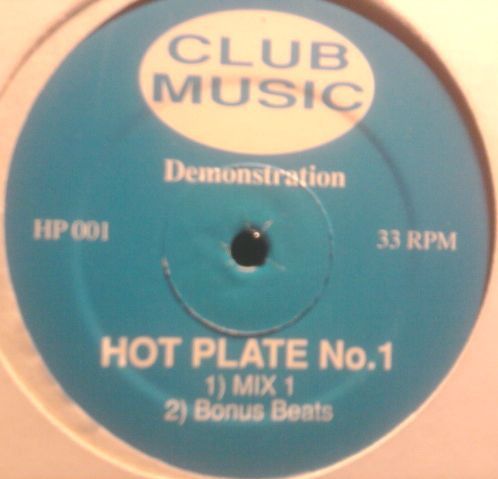 CLUB
MUSIC
Demonstration
HP 001
33 RPM
HOT PLATE No.1
1) MIX 1
2) Bonus Beats